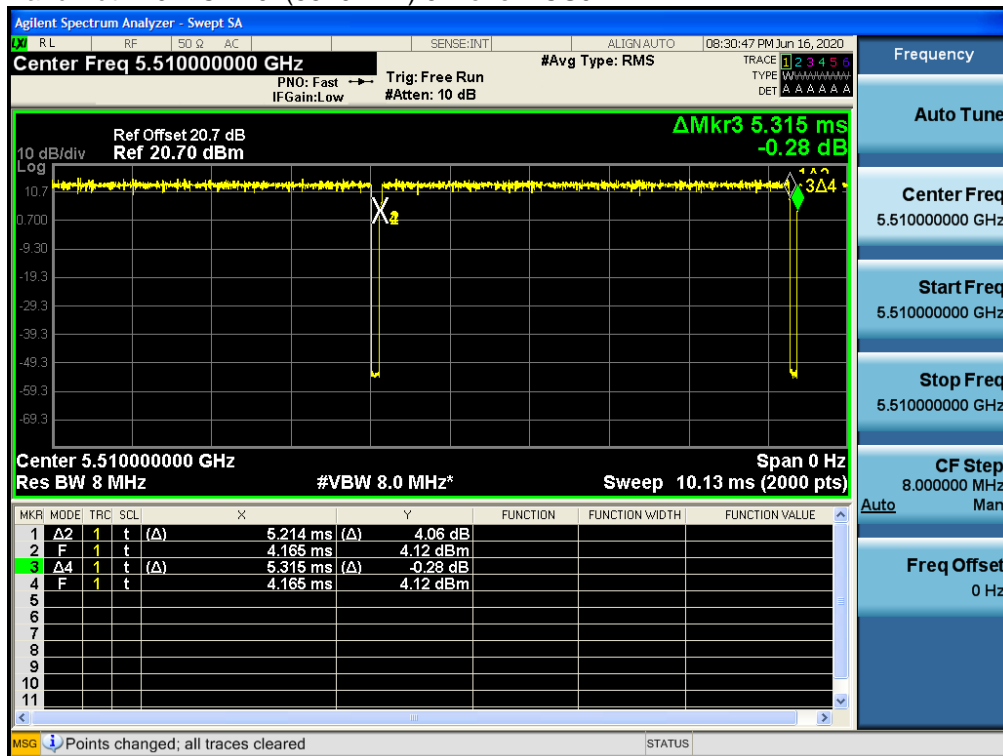 Agilent Spectrum Analyzer - Swept SA
LXI RL RF 50 Ω AC SENSE:INT ALIGN AUTO 08:30:47 PM Jun 16, 2020
Center Freq 5.510000000 GHz #Avg Type: RMS TRACE 1 2 3 4 5 6
PNO: Fast Trig: Free Run TYPE
IFGain:Low #Atten: 10 dB DET A A A A A A
ΔMkr3 5.315 ms
-0.28 dB
Ref Offset 20.7 dB
10 dB/div Ref 20.70 dBm
Log
10.7
0.700
-9.30
-19.3
-29.3
-39.3
-49.3
-59.3
-69.3
X2
3Δ4
Center 5.510000000 GHz Span 0 Hz
Res BW 8 MHz #VBW 8.0 MHz* Sweep 10.13 ms (2000 pts)
MKR MODE TRC SCL X Y FUNCTION FUNCTION WIDTH FUNCTION VALUE
1 Δ2 1 t (Δ) 5.214 ms (Δ) 4.06 dB
2 F 1 t 4.165 ms 4.12 dBm
3 Δ4 1 t (Δ) 5.315 ms (Δ) -0.28 dB
4 F 1 t 4.165 ms 4.12 dBm
5
6
7
8
9
10
11
MSG Points changed; all traces cleared STATUS
Frequency
Auto Tune
Center Freq
5.510000000 GHz
Start Freq
5.510000000 GHz
Stop Freq
5.510000000 GHz
CF Step
8.000000 MHz
Auto Man
Freq Offset
0 Hz